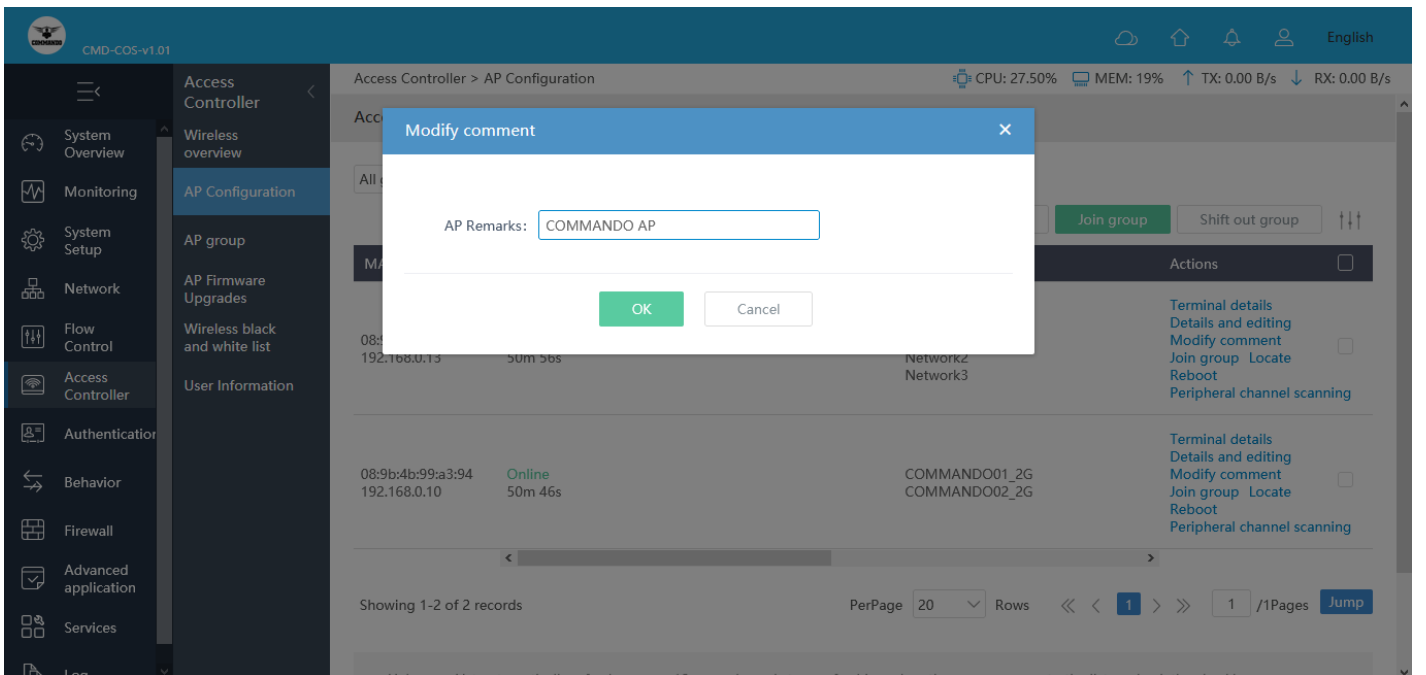 COMMANDO
CMD-COS-v1.01
English
Access Controller
Access Controller > AP Configuration
CPU: 27.50% MEM: 19% TX: 0.00 B/s RX: 0.00 B/s
System Overview
Monitoring
System Setup
Network
Flow Control
Access Controller
Authentication
Behavior
Firewall
Advanced application
Services
Log
Wireless overview
AP Configuration
AP group
AP Firmware Upgrades
Wireless black and white list
User Information
Acc
Modify comment
All
AP Remarks: COMMANDO AP
OK Cancel
Join group Shift out group
MA
Actions
192.168.0.13 50m 56s
Network2
Network3
Terminal details
Details and editing
Modify comment
Join group Locate
Reboot
Peripheral channel scanning
08:9b:4b:99:a3:94 Online COMMANDO01_2G
192.168.0.10 50m 46s COMMANDO02_2G
Terminal details
Details and editing
Modify comment
Join group Locate
Reboot
Peripheral channel scanning
Showing 1-2 of 2 records
PerPage 20 Rows 1 1 /1Pages Jump